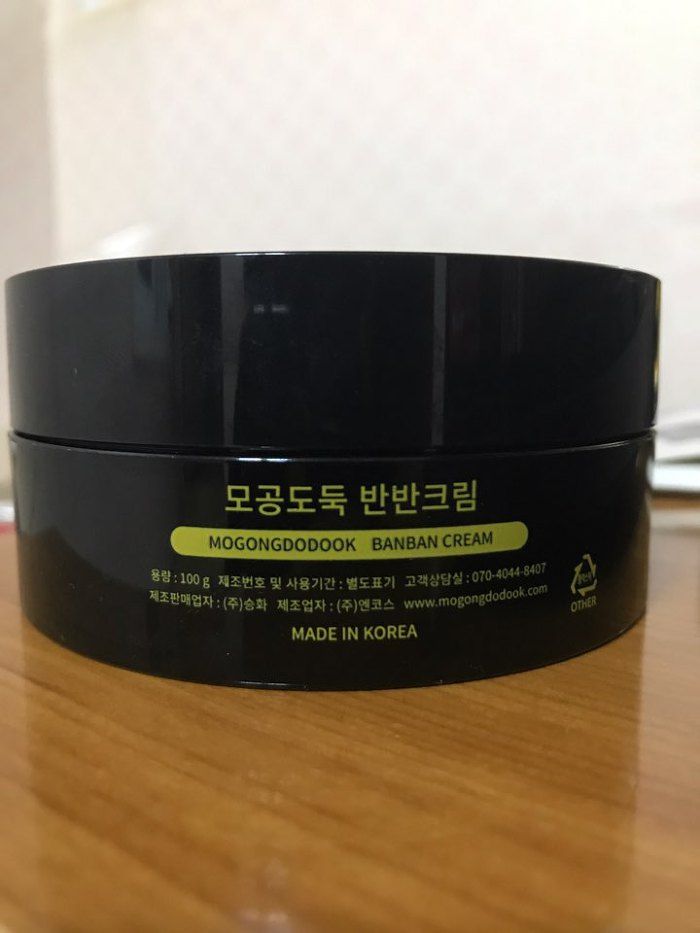 모공도둑 반반크림
MOGONGDODOOK BANBAN CREAM
용량 : 100 g 제조번호 및 사용기간 : 별도표기 고객상담실 : 070-4044-8407
제조판매업자 : (주)송화 제조업자 : (주)엔코스 www.mogongdodook.com
OTHER
MADE IN KOREA